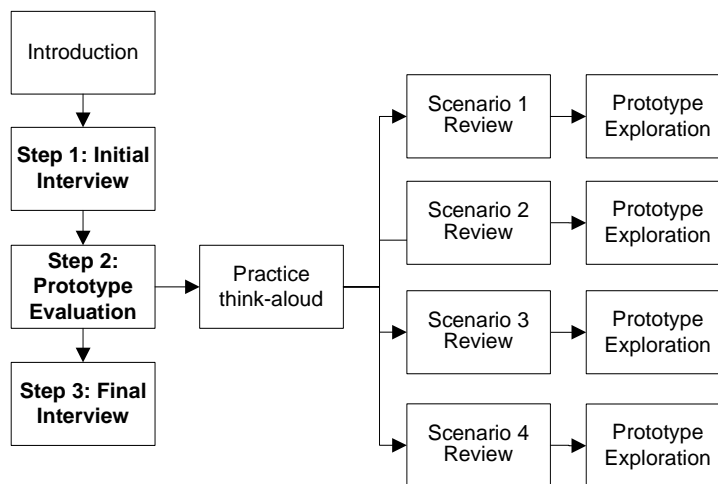 Introduction
Step 1: Initial
Interview
Step 2:
Prototype
Evaluation
Step 3: Final
Interview
Practice
think-aloud
Scenario 1
Review
Prototype
Exploration
Scenario 2
Review
Prototype
Exploration
Scenario 3
Review
Prototype
Exploration
Scenario 4
Review
Prototype
Exploration